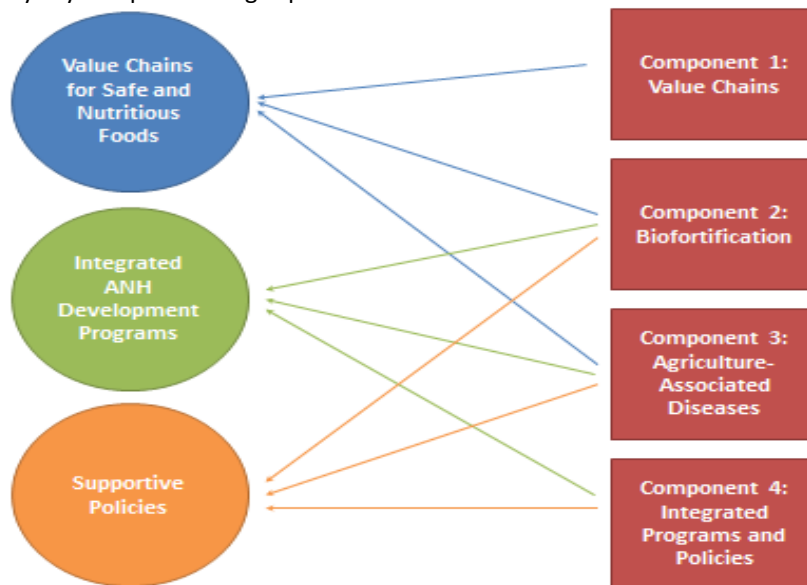 Value Chains
for Safe and
Nutritious
Foods
Integrated
ANH
Development
Programs
Supportive
Policies
Component 1:
Value Chains
Component 2:
Biofortification
Component 3:
Agriculture-
Associated
Diseases
Component 4:
Integrated
Programs and
Policies